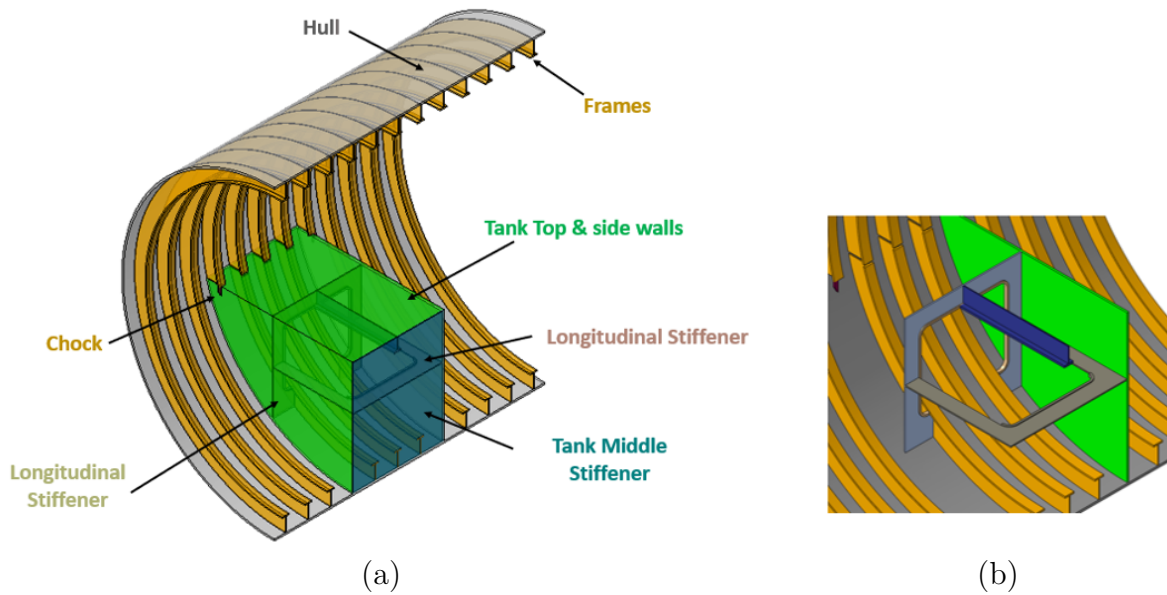 Hull
Frames
Tank Top & side walls
Chock
Longitudinal Stiffener
Longitudinal
Stiffener
Tank Middle
Stiffener
(a)
(b)